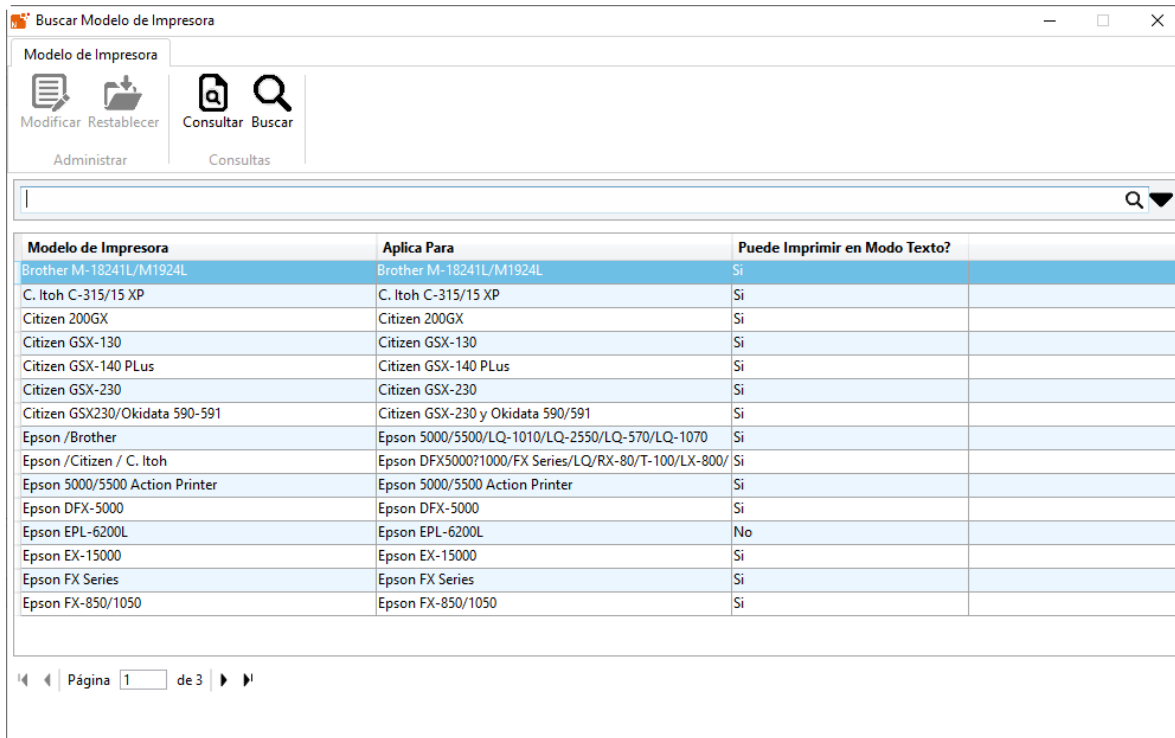 Buscar Modelo de Impresora
Modelo de Impresora
Modificar Restablecer Consultar Buscar
Administrar Consultas
Modelo de Impresora Aplica Para Puede Imprimir en Modo Texto?
Brother M-18241L/M1924L Brother M-18241L/M1924L Si
C. Itoh C-315/15 XP C. Itoh C-315/15 XP Si
Citizen 200GX Citizen 200GX Si
Citizen GSX-130 Citizen GSX-130 Si
Citizen GSX-140 PLus Citizen GSX-140 PLus Si
Citizen GSX-230 Citizen GSX-230 Si
Citizen GSX230/Okidata 590-591 Citizen GSX-230 y Okidata 590/591 Si
Epson /Brother Epson 5000/5500/LQ-1010/LQ-2550/LQ-570/LQ-1070 Si
Epson /Citizen / C. Itoh Epson DFX5000?1000/FX Series/LQ/RX-80/T-100/LX-800/ Si
Epson 5000/5500 Action Printer Epson 5000/5500 Action Printer Si
Epson DFX-5000 Epson DFX-5000 Si
Epson EPL-6200L Epson EPL-6200L No
Epson EX-15000 Epson EX-15000 Si
Epson FX Series Epson FX Series Si
Epson FX-850/1050 Epson FX-850/1050 Si
Página 1 de 3